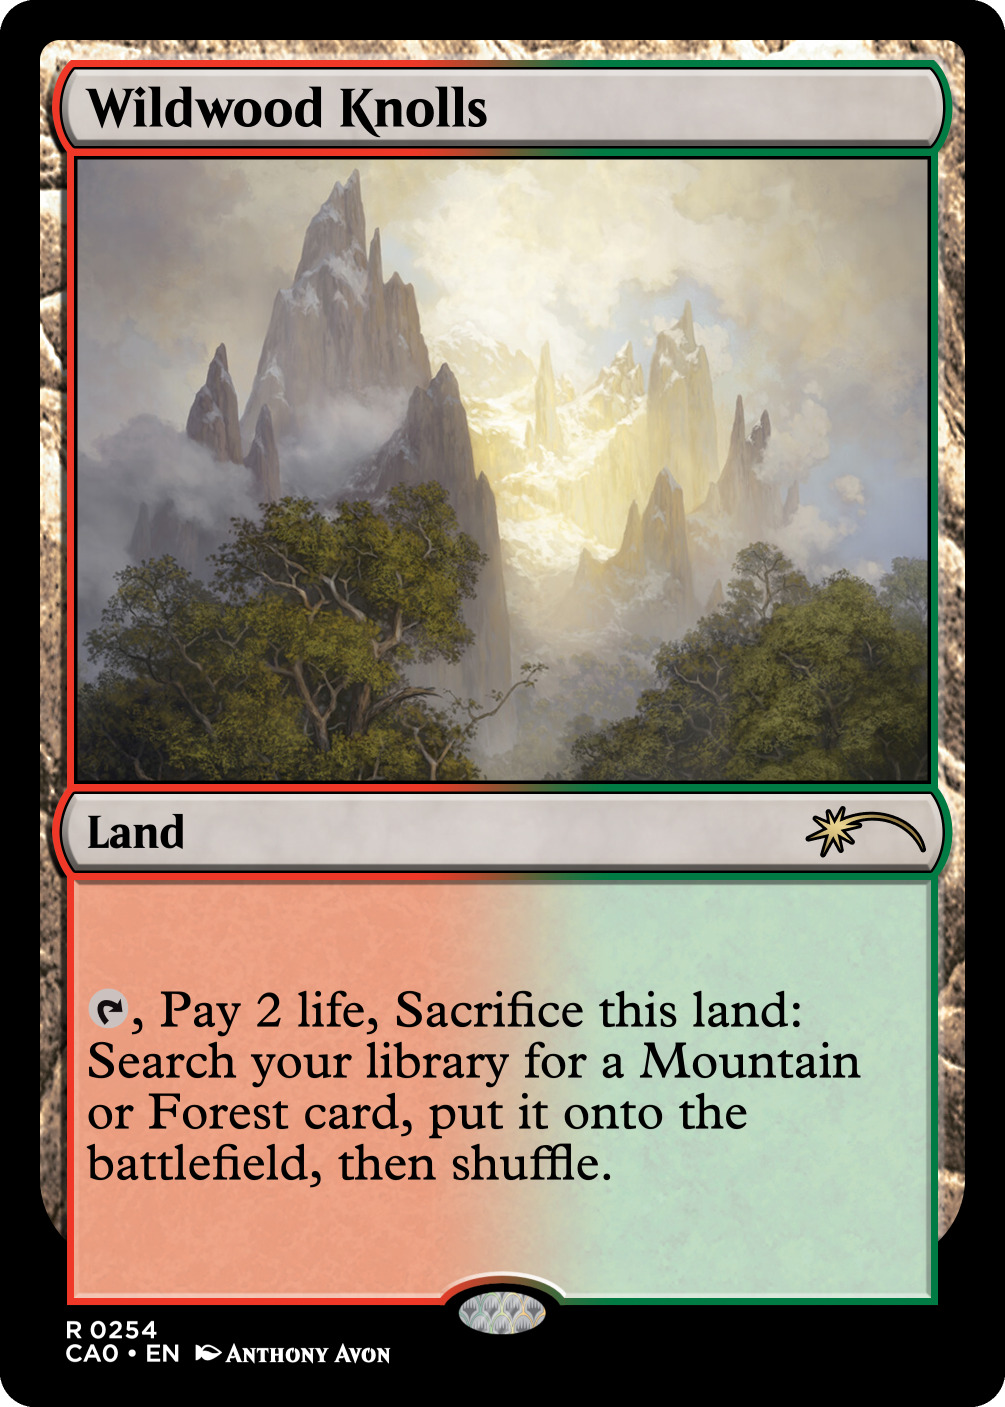 Wildwood Knolls
Land
, Pay 2 life, Sacrifice this land:
Search your library for a Mountain
or Forest card, put it onto the
battlefield, then shuffle.
R 0254
CAO • EN ANTHONY AVON